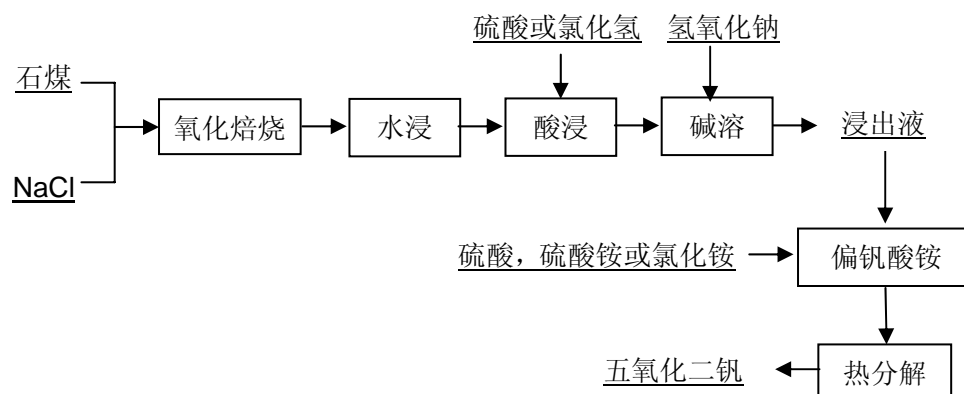 硫酸或氯化氢
氢氧化钠
石煤
氧化焙烧
水浸
酸浸
碱溶
浸出液
NaCl
硫酸，硫酸铵或氯化铵
偏钒酸铵
五氧化二钒
热分解